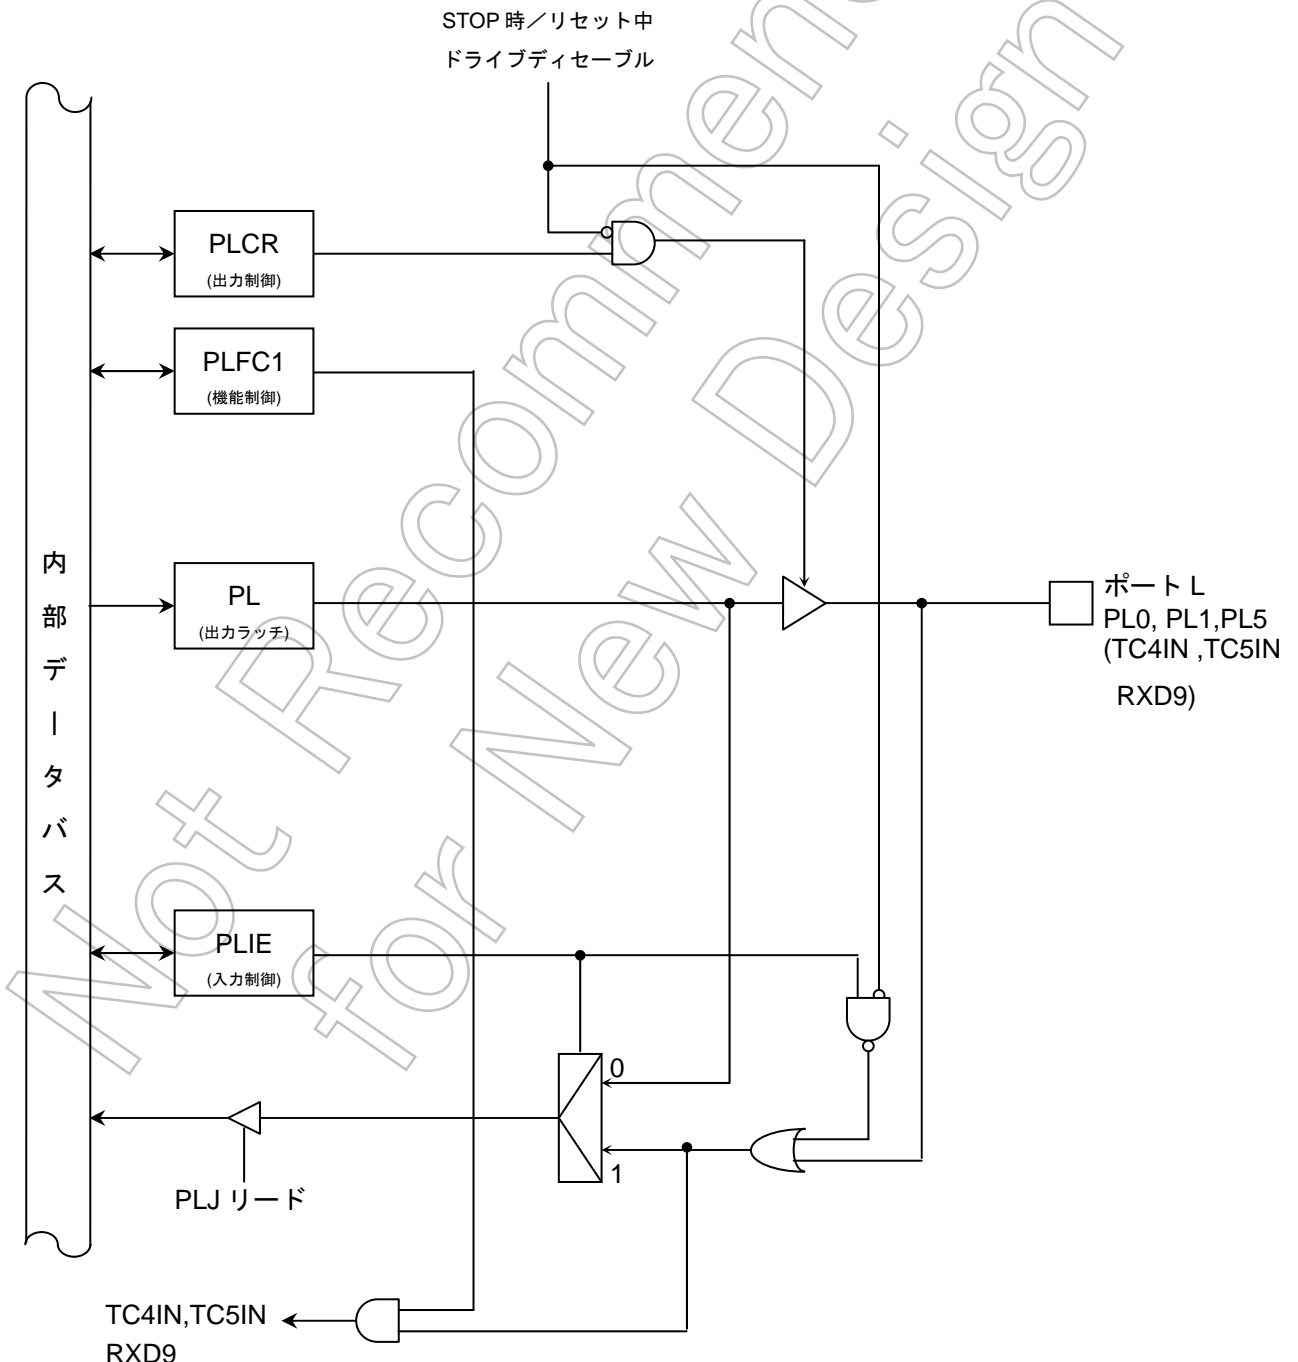 STOP 時／リセット中
ドライブディセーブル
PLCR
(出力制御)
PLFC1
(機能制御)
内部データバス
PL
(出力ラッチ)
ポート L
PL0, PL1,PL5
(TC4IN ,TC5IN
RXD9)
PLIE
(入力制御)
0
1
PLJ リード
TC4IN,TC5IN
RXD9
Not Recommen
for New Design